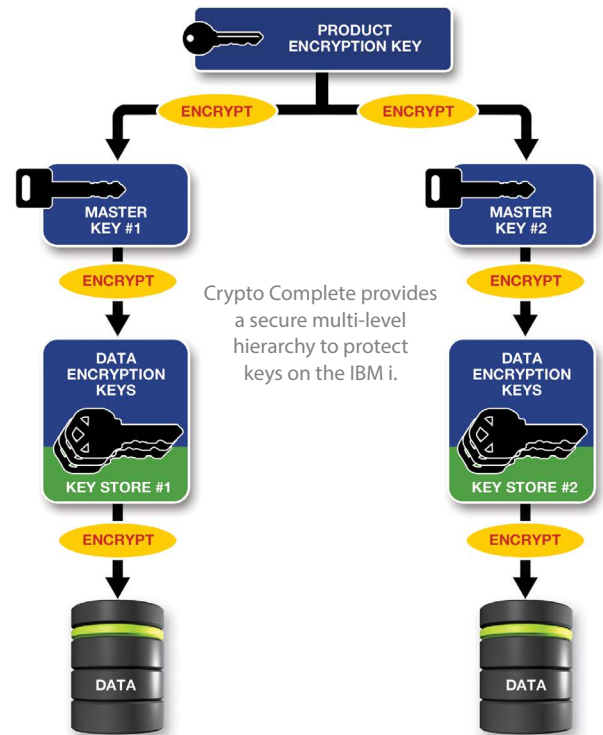 PRODUCT
ENCRYPTION KEY
ENCRYPT
ENCRYPT
MASTER
KEY #1
MASTER
KEY #2
ENCRYPT
ENCRYPT
Crypto Complete provides
a secure multi-level
hierarchy to protect
keys on the IBM i.
DATA
ENCRYPTION
KEYS
KEY STORE #1
DATA
ENCRYPTION
KEYS
KEY STORE #2
ENCRYPT
ENCRYPT
DATA
DATA